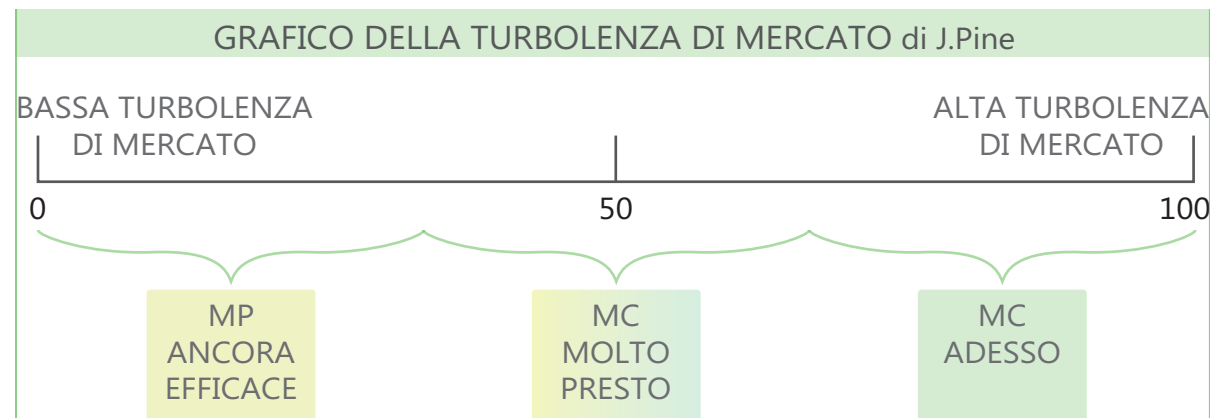 GRAFICO DELLA TURBOLENZA DI MERCATO di J.Pine
BASSA TURBOLENZA
DI MERCATO
ALTA TURBOLENZA
DI MERCATO
0
50
100
MP
ANCORA
EFFICACE
MC
MOLTO
PRESTO
MC
ADESSO